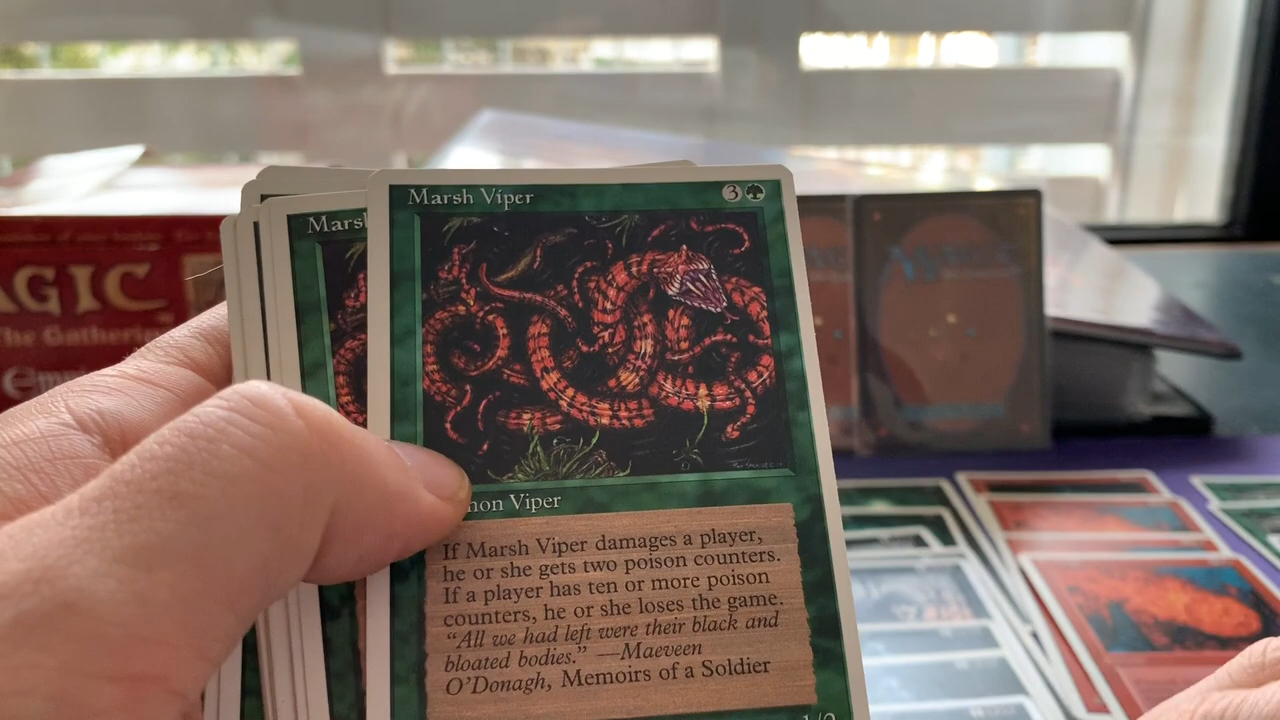 Marsh Viper
3
Marsh
AGIC
The Gathering
non Viper
If Marsh Viper damages a player,
he or she gets two poison counters.
If a player has ten or more poison
counters, he or she loses the game.
“All we had left were their black and
bloated bodies.” —Maeveen
O’Donagh, Memoirs of a Soldier